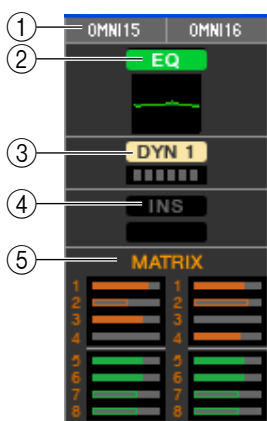 ① OMNI15 OMNI16
② EQ
③ DYN 1
④ INS
⑤ MATRIX
1 1
2 2
3 3
4 4
5 5
6 6
7 7
8 8